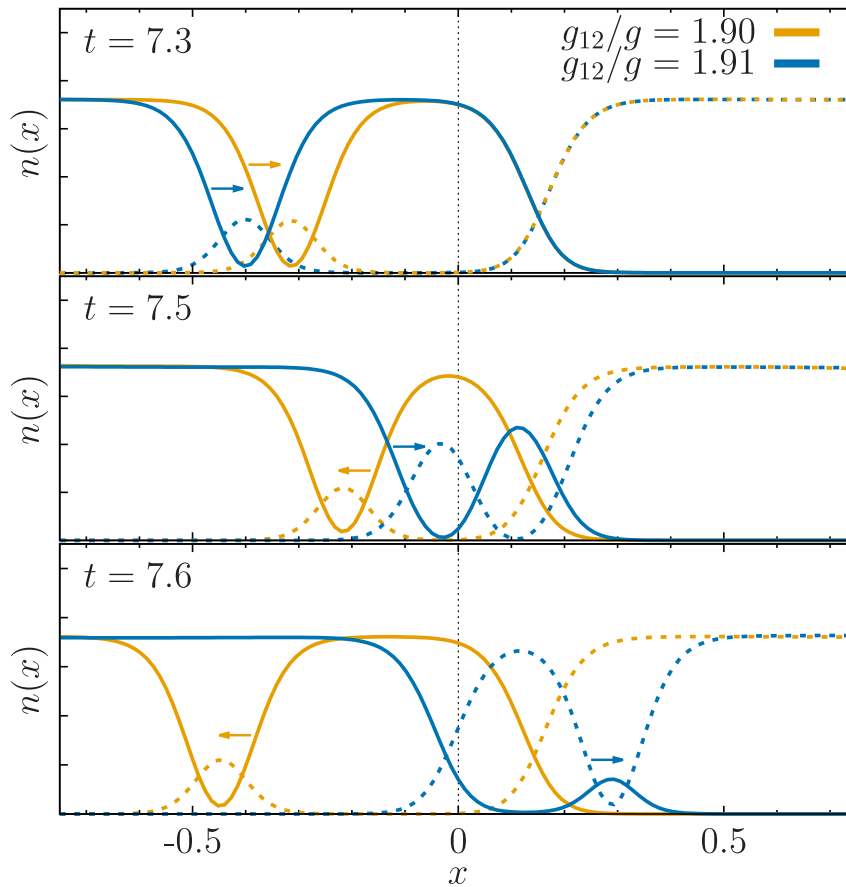 t = 7.3
g₁₂/g = 1.90
g₁₂/g = 1.91
n(x)
t = 7.5
n(x)
t = 7.6
n(x)
-0.5 0 0.5
x